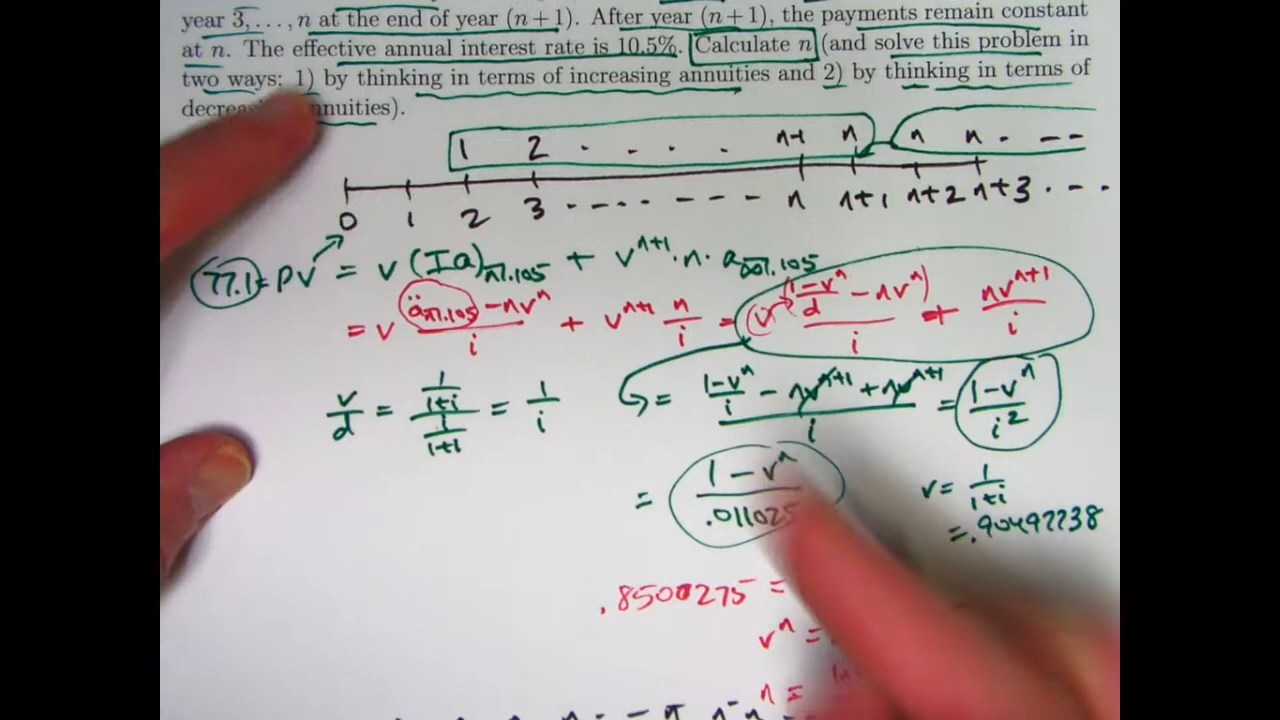 year 3, . . . , n at the end of year (n + 1). After year (n + 1), the payments remain constant
at n. The effective annual interest rate is 10.5%. Calculate n (and solve this problem in
two ways: 1) by thinking in terms of increasing annuities and 2) by thinking in terms of
annuities).
1 2 . . . . n-1 n n n . - -
0 1 2 3 - - - - - - - - n n+1 n+2 n+3 . - -
77.1 = PV = v (Ia)n̅|.105 + v^{n+1} · n · a∞̅|.105
= v (än̅|.105 - nv^n)/i + v^{n+1} n/i = v ((1-v^n)/d - nv^n)/i + nv^{n+1}/i
v/d = (1/(1+i))/(i/(1+i)) = 1/i = ((1-v^n)/i - nv^{n+1} + nv^{n+1})/i = (1-v^n)/i²
= (1 - v^n)/.011025 v = 1/(1+i)
= .90497738
.8500275 =
v^n =
n =